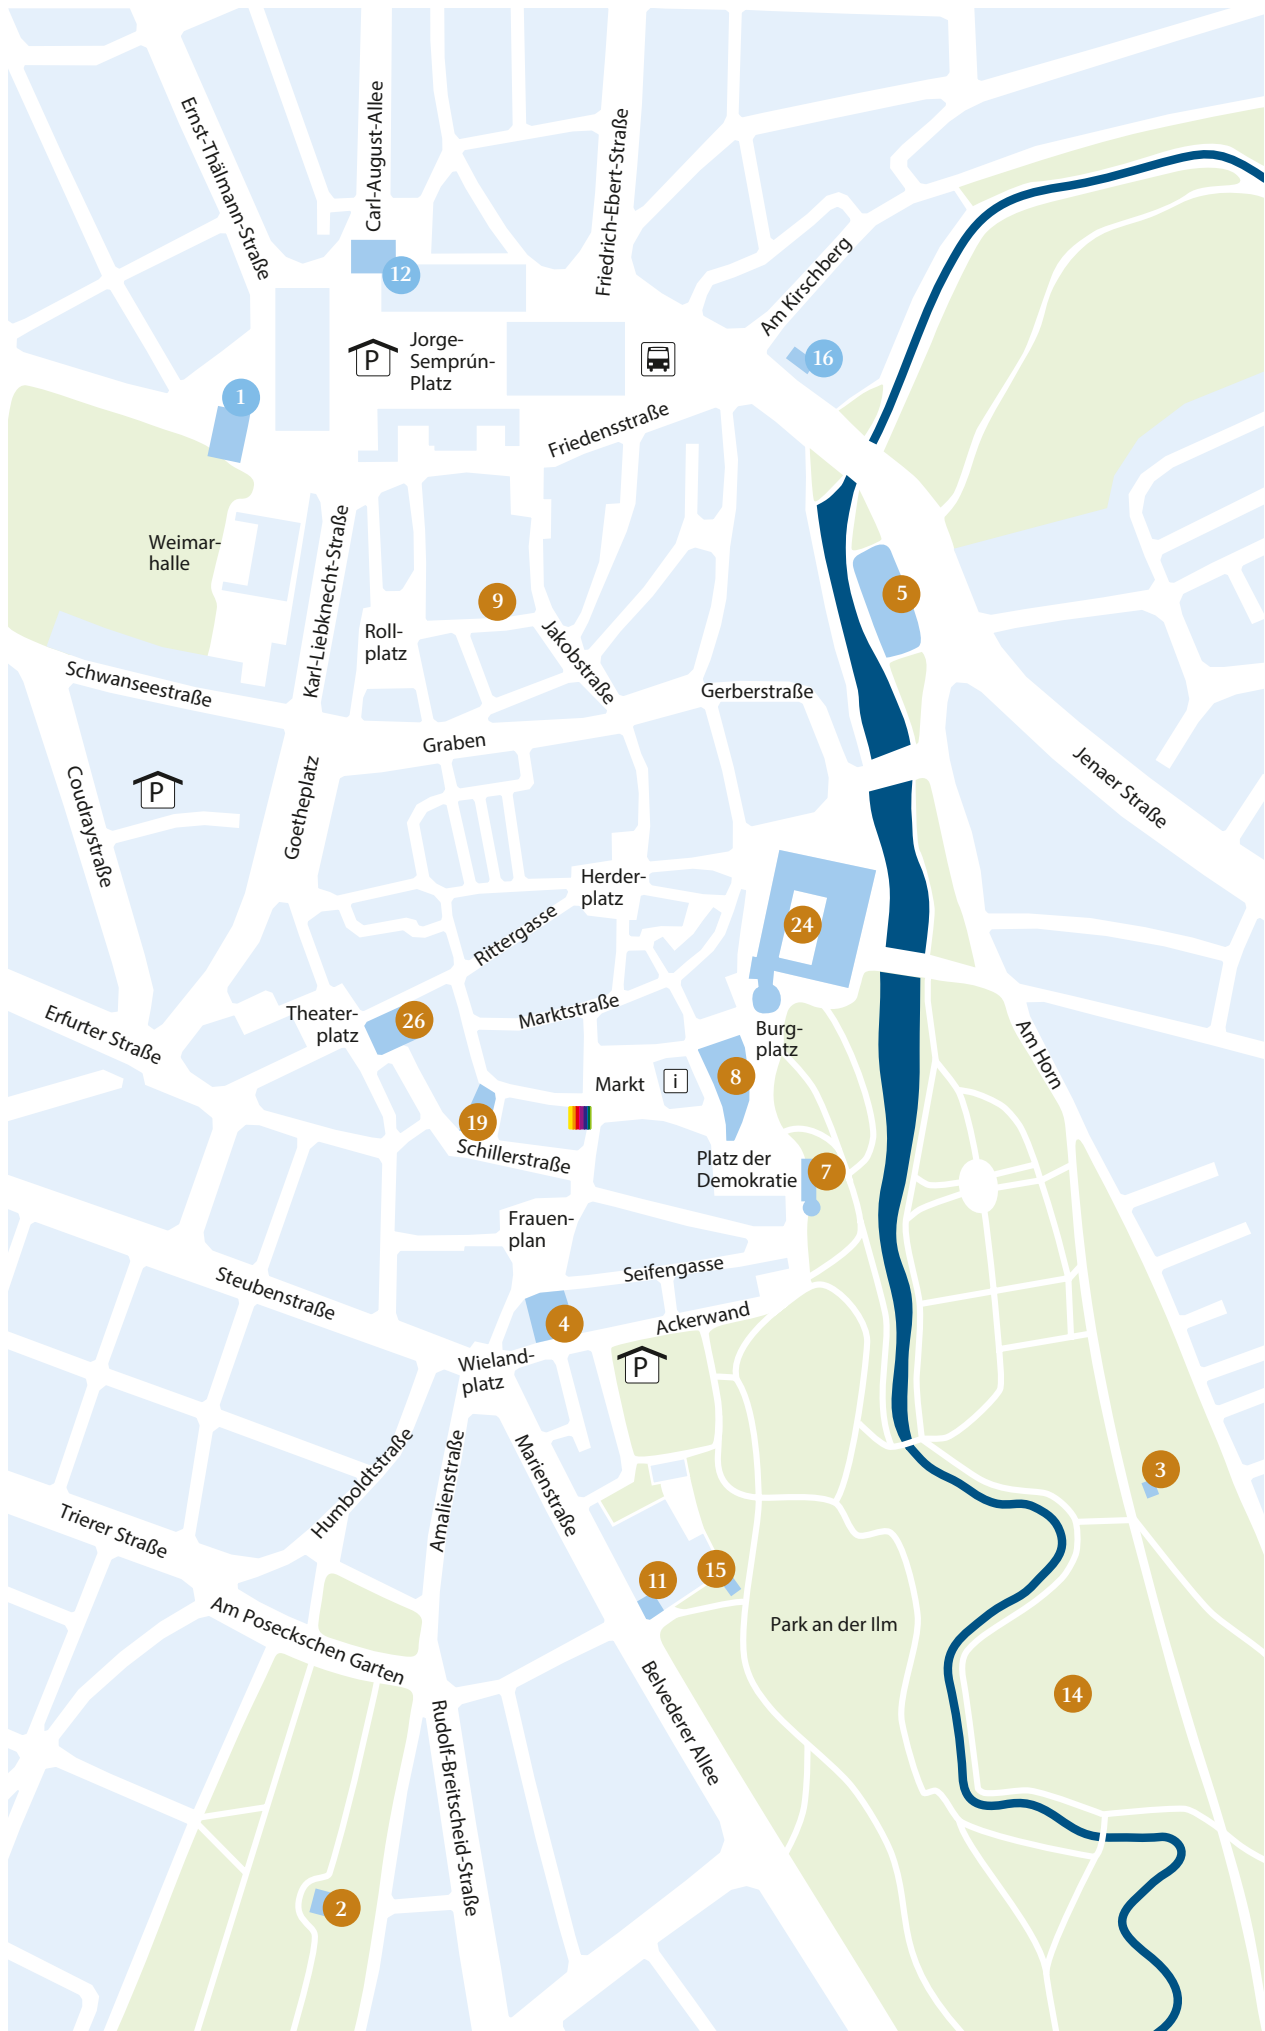 Ernst-Thälmann-Straße
Carl-August-Allee
Friedrich-Ebert-Straße
Am Kirschberg
12
16
P
Jorge-
Semprún-
Platz
1
Friedensstraße
Weimar-
halle
Karl-Liebknecht-Straße
9
5
Roll-
platz
Jakobstraße
Schwanseestraße
Gerberstraße
Graben
P
Coudraystraße
Goetheplatz
Jenaer Straße
Herder-
platz
Rittergasse
24
Erfurter Straße
Theater-
platz
26
Marktstraße
Burg-
platz
Am Horn
Markt
i
8
19
Schillerstraße
Platz der
Demokratie
7
Frauen-
plan
Steubenstraße
Seifengasse
4
Ackerwand
Wieland-
platz
P
Humboldtstraße
Amalienstraße
Marienstraße
3
Trierer Straße
11
15
Am Poseckschen Garten
Park an der Ilm
Belvederer Allee
14
Rudolf-Breitscheid-Straße
2